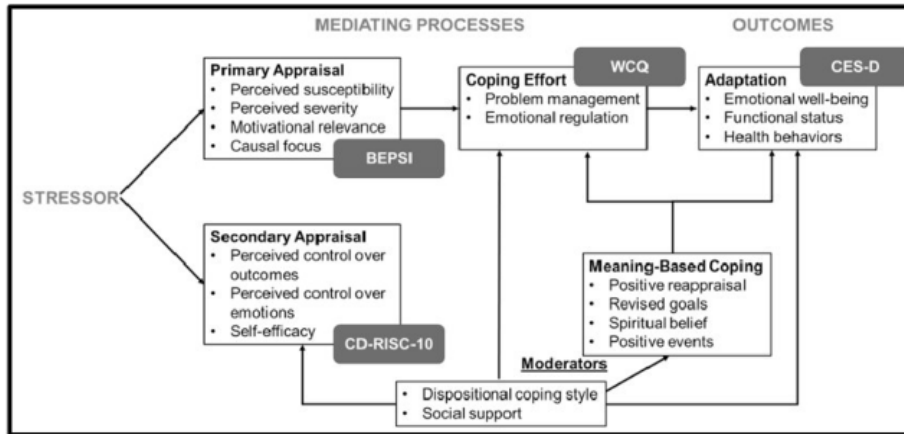 MEDIATING PROCESSES
OUTCOMES
Primary Appraisal
• Perceived susceptibility
• Perceived severity
• Motivational relevance
• Causal focus
BEPSI
Coping Effort
• Problem management
• Emotional regulation
WCQ
Adaptation
• Emotional well-being
• Functional status
• Health behaviors
CES-D
STRESSOR
Secondary Appraisal
• Perceived control over
outcomes
• Perceived control over
emotions
• Self-efficacy
CD-RISC-10
Meaning-Based Coping
• Positive reappraisal
• Revised goals
• Spiritual belief
• Positive events
Moderators
• Dispositional coping style
• Social support